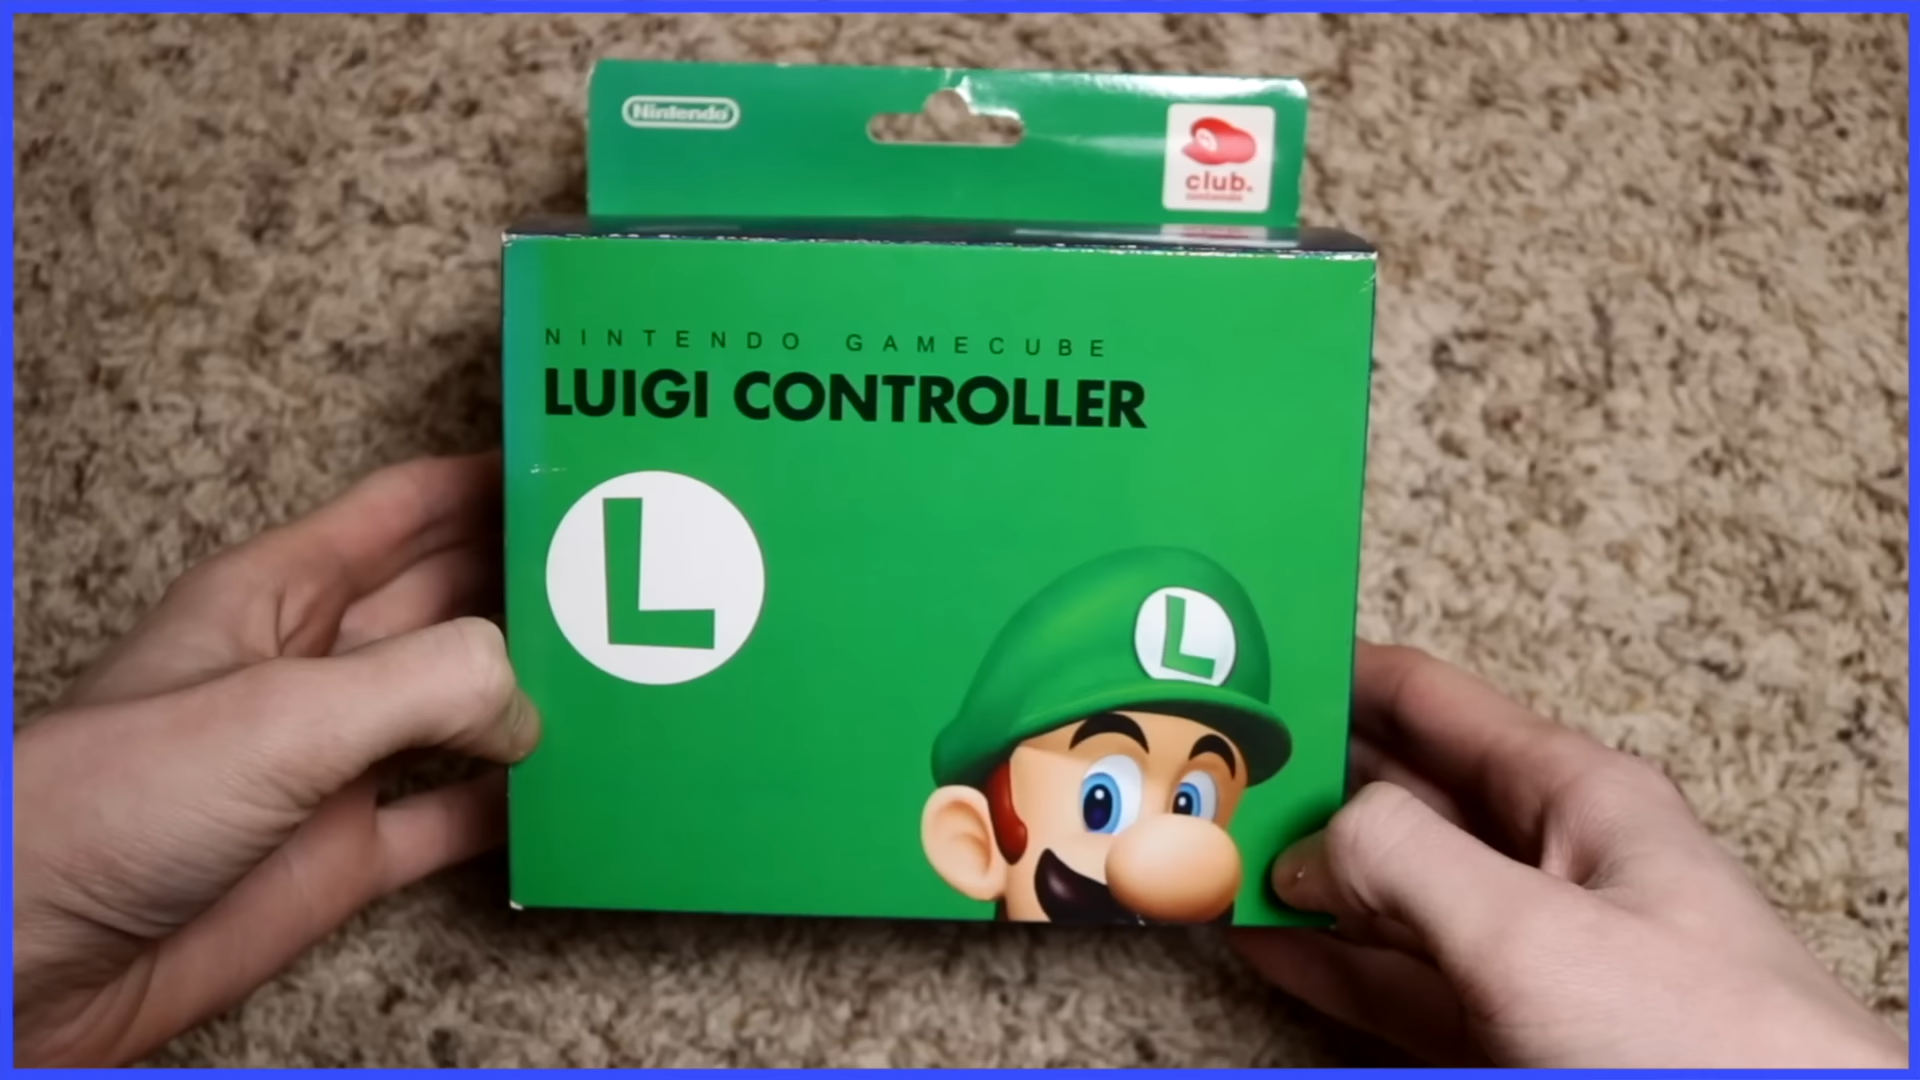 Nintendo
club.
NINTENDO GAMECUBE
LUIGI CONTROLLER
L
L